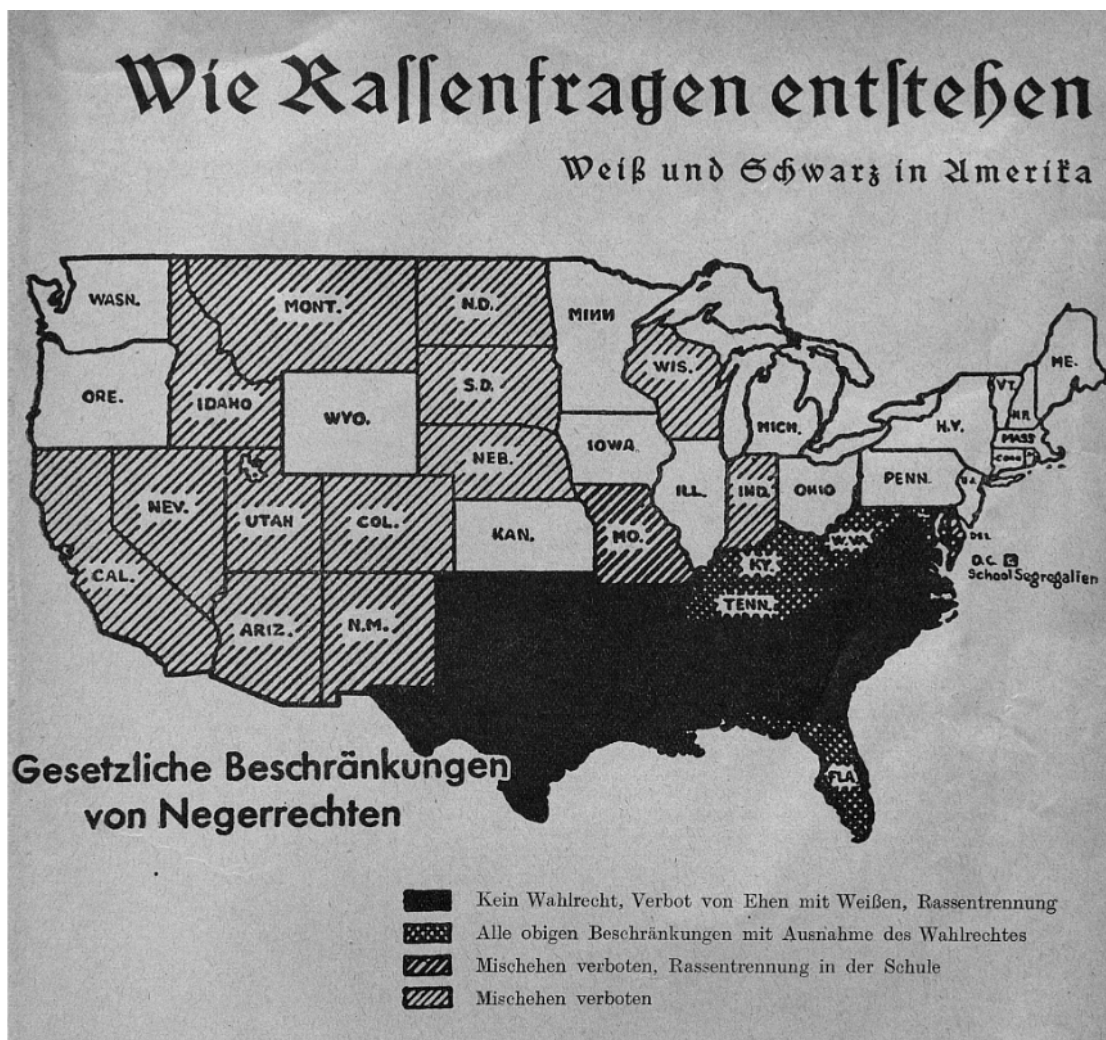 Wie Rassenfragen entstehen
Weiß und Schwarz in Amerika
WASN.
MONT.
N.D.
MINN
ORE.
IDAHO
WYO.
S.D.
WIS.
MICH.
VT.
ME.
N.H.
N.Y.
MASS
CONN
NEV.
UTAH
COL.
NEB.
IOWA
ILL.
IND.
OHIO
PENN.
N.J.
CAL.
KAN.
MO.
KY.
W.VA.
DEL
D.C.
School Segregalien
ARIZ.
N.M.
TENN.
FLA.
Gesetzliche Beschränkungen
von Negerrechten
Kein Wahlrecht, Verbot von Ehen mit Weißen, Rassentrennung
Alle obigen Beschränkungen mit Ausnahme des Wahlrechtes
Mischehen verboten, Rassentrennung in der Schule
Mischehen verboten